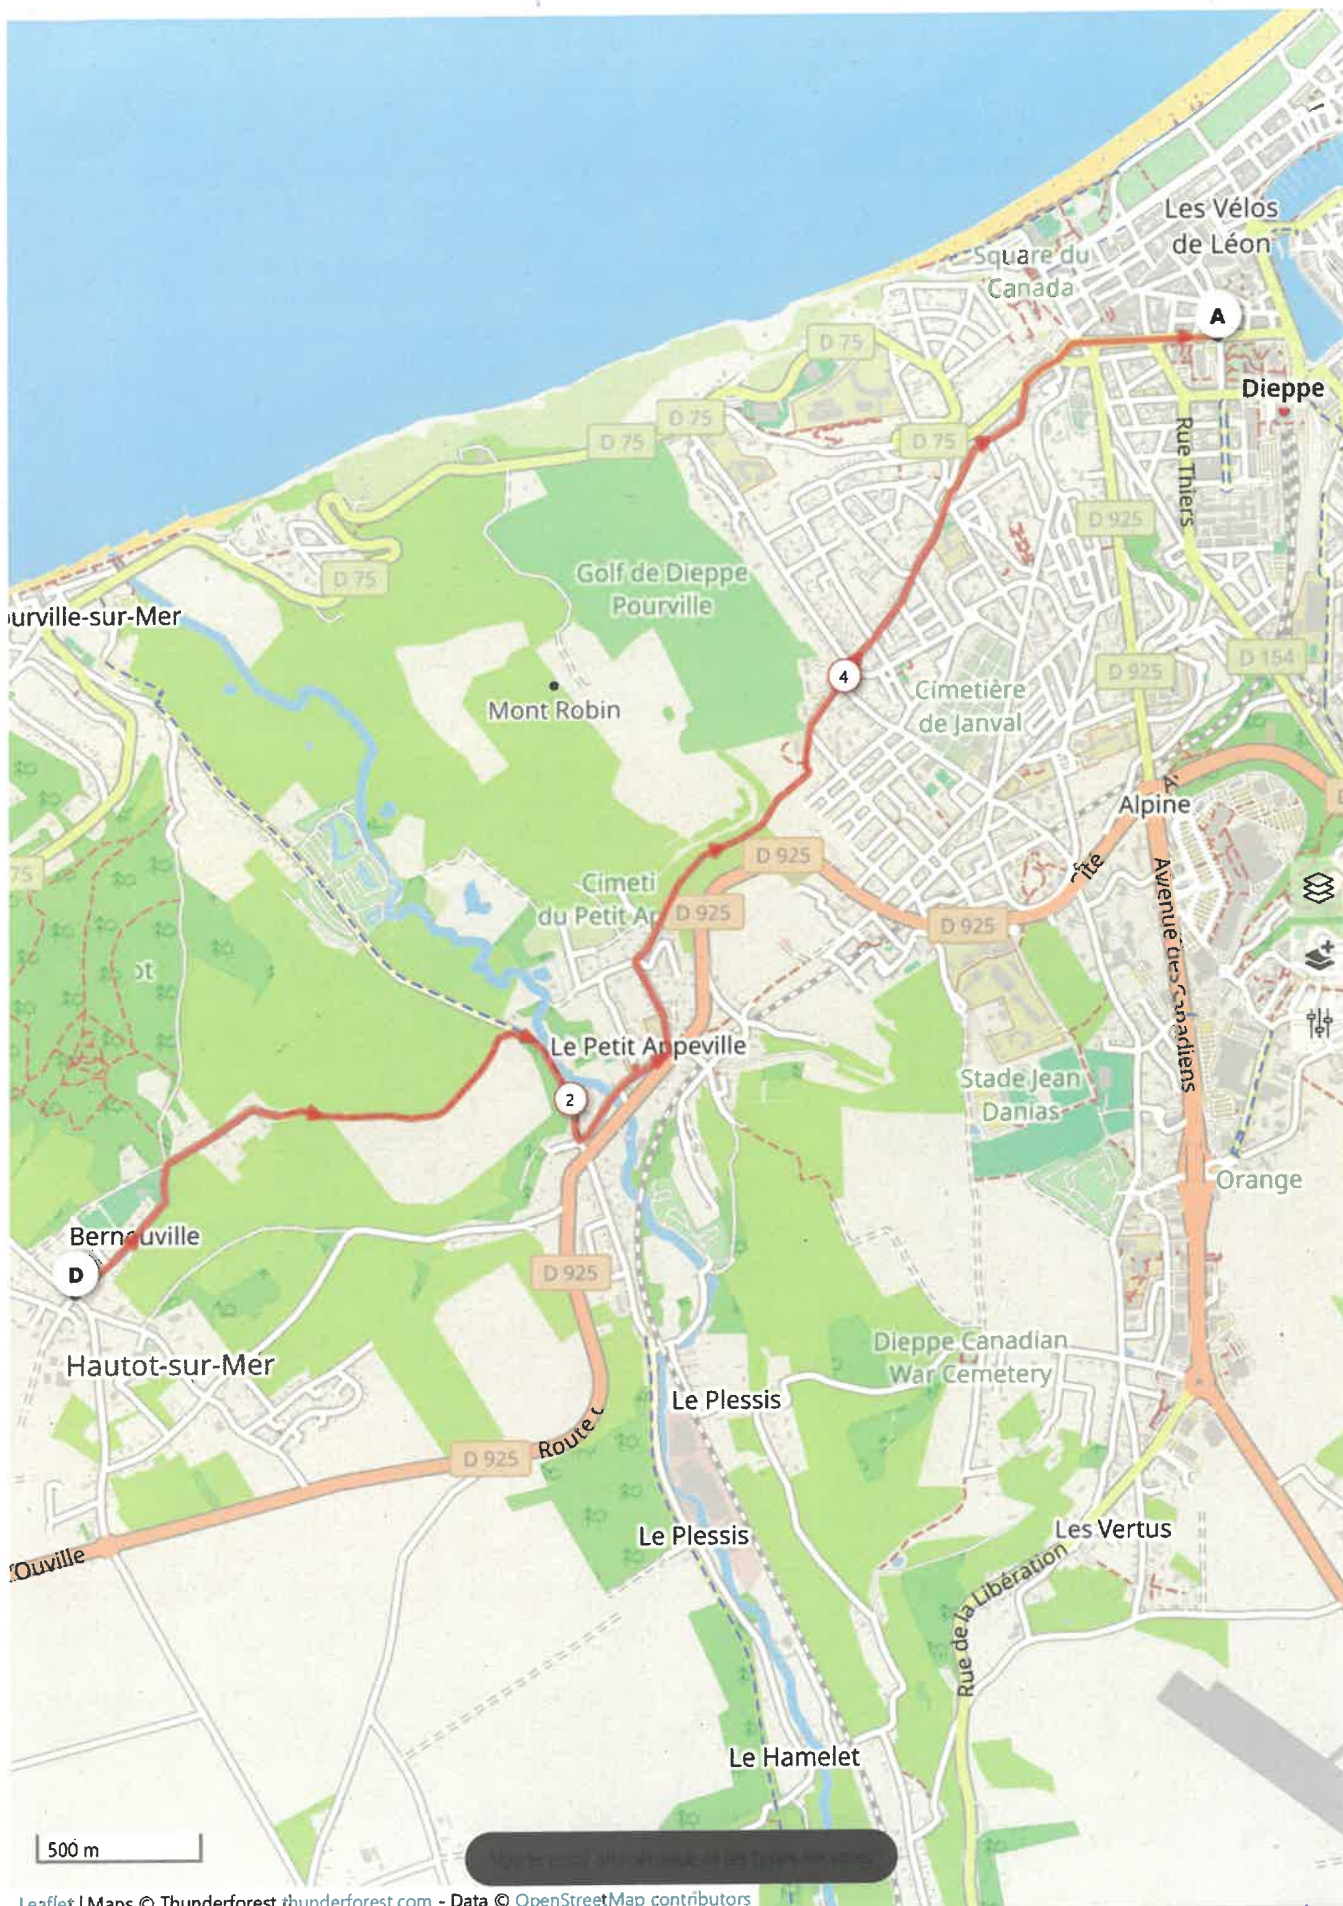 Les Vélos
de Léon
Square du
Canada
A
D 75
Dieppe
D 75
D 75
D 75
Rue Thiers
D 925
D 75
Golf de Dieppe
Pourville
ourville-sur-Mer
D 154
D 925
4
Cimetière
de Janval
Mont Robin
Alpine
D 925
75
Cimeti
du Petit Ap
D 925
D 925
Avenue des Canadiens
ot
Le Petit Appeville
2
Stade Jean
Danias
Orange
Bernouville
D
D 925
Hautot-sur-Mer
Dieppe Canadian
War Cemetery
Le Plessis
Route
D 925
Le Plessis
Les Vertus
Ouville
Rue de la Libération
Le Hamelet
500 m
Leaflet | Maps © Thunderforest thunderforest.com - Data © OpenStreetMap contributors